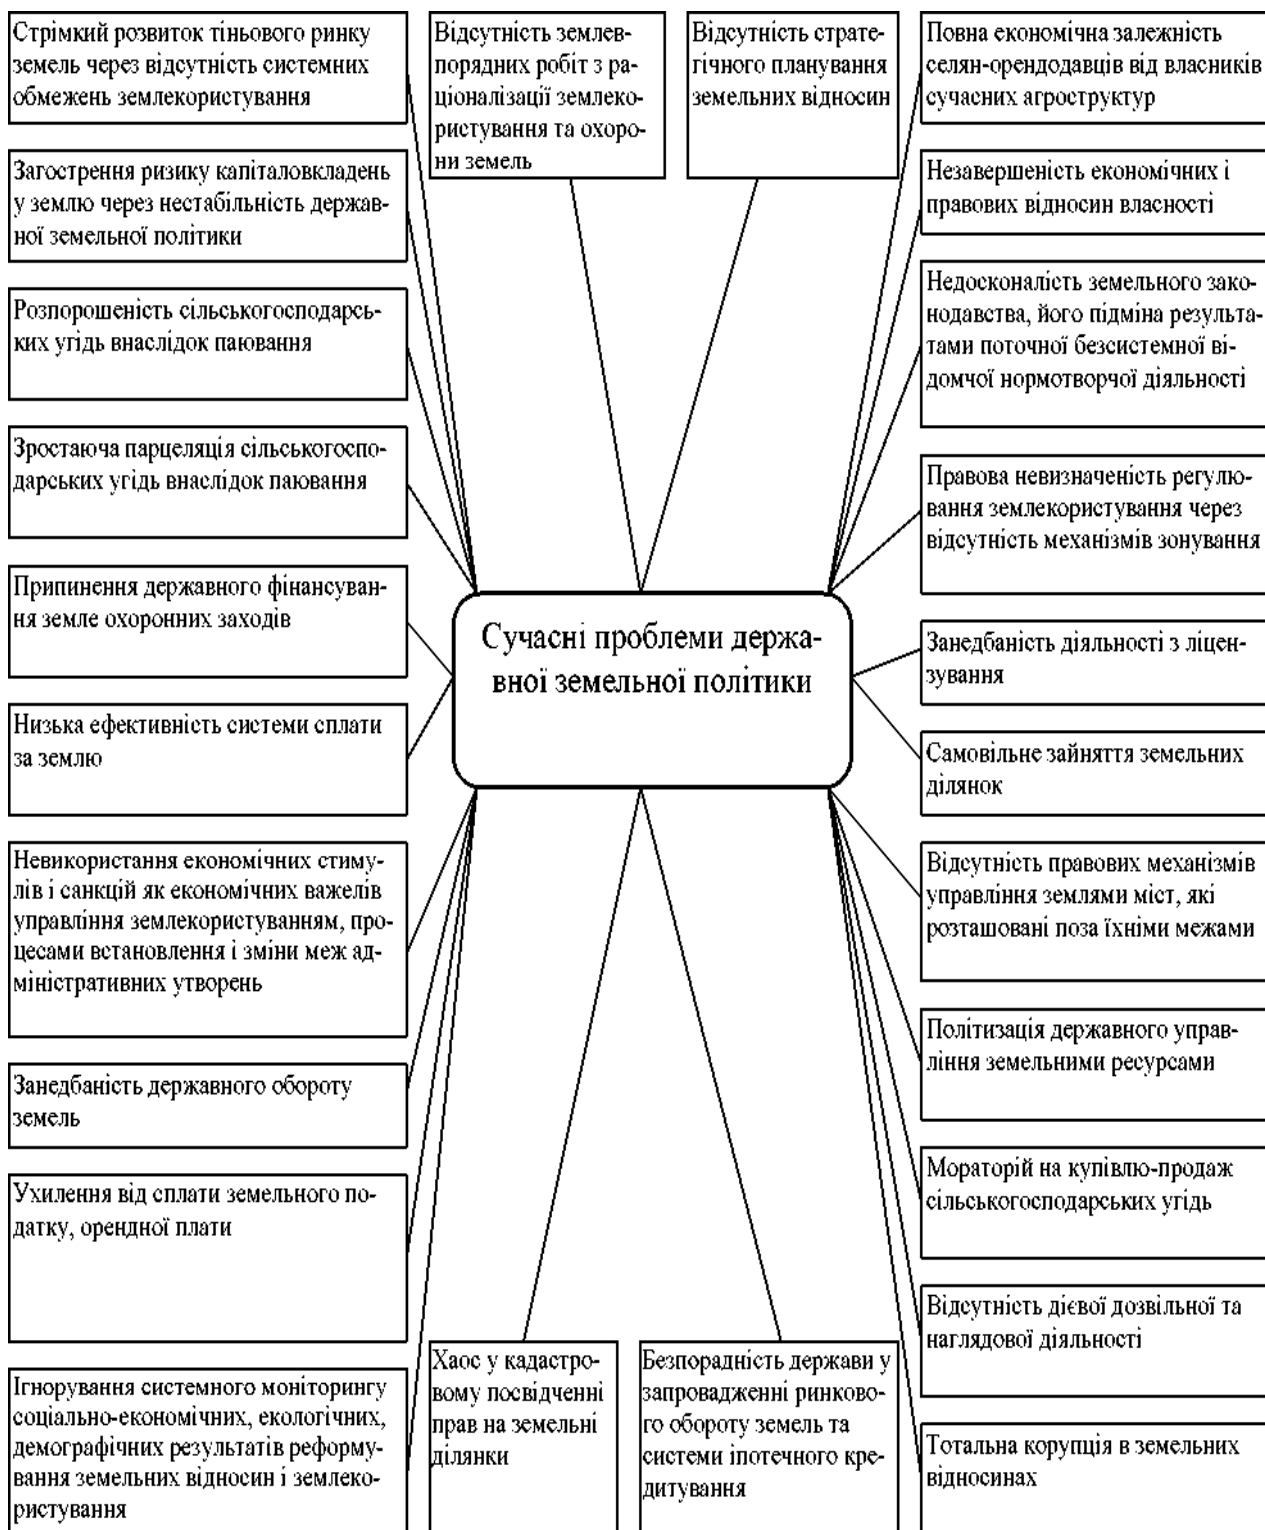 Стрімкий розвиток тіньового ринку
земель через відсутність системних
обмежень землекористування
Відсутність землев-
порядних робіт з ра-
ціоналізації землеко-
ристування та охоро-
ни земель
Відсутність страте-
гічного планування
земельних відносин
Повна економічна залежність
селян-орендодавців від власників
сучасних агроструктур
Загострення ризику капіталовкладень
у землю через нестабільність держав-
ної земельної політики
Незавершеність економічних і
правових відносин власності
Розпорошеність сільськогосподарсь-
ких угідь внаслідок паювання
Недосконалість земельного зако-
нодавства, його підміна результа-
тами поточної безсистемної ві-
домчої нормотворчої діяльності
Зростаюча парцеляція сільськогоспо-
дарських угідь внаслідок паювання
Правова невизначеність регулю-
вання землекористування через
відсутність механізмів зонування
Припинення державного фінансуван-
ня земле охоронних заходів
Сучасні проблеми держа-
вної земельної політики
Занедбаність діяльності з ліцен-
зування
Низька ефективність системи сплати
за землю
Самовільне зайняття земельних
ділянок
Невикористання економічних стиму-
лів і санкцій як економічних важелів
управління землекористуванням, про-
цесами встановлення і зміни меж ад-
міністративних утворень
Відсутність правових механізмів
управління землями міст, які
розташовані поза їхніми межами
Занедбаність державного обороту
земель
Політизація державного управ-
ління земельними ресурсами
Ухилення від сплати земельного по-
датку, орендної плати
Мораторій на купівлю-продаж
сільськогосподарських угідь
Відсутність дієвої дозвільної та
наглядової діяльності
Ігнорування системного моніторингу
соціально-економічних, екологічних,
демографічних результатів реформу-
вання земельних відносин і землеко-
ристування
Хаос у кадастро-
вому посвідченні
прав на земельні
ділянки
Безпорадність держави у
запровадженні ринково-
го обороту земель та
системи іпотечного кре-
дитування
Тотальна корупція в земельних
відносинах